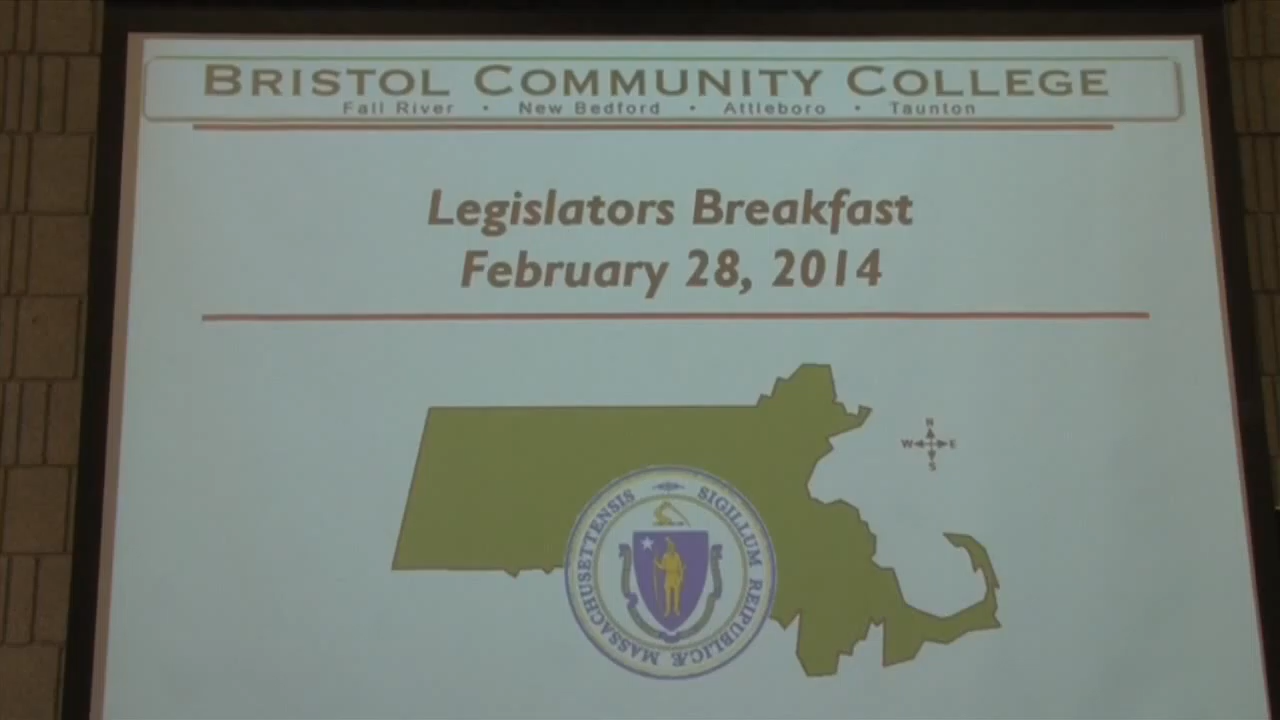 BRISTOL COMMUNITY COLLEGE
Fall River • New Bedford • Attleboro • Taunton
Legislators Breakfast
February 28, 2014
N
W E
S
SIGILLUM REIPUBLICÆ MASSACHUSETTENSIS